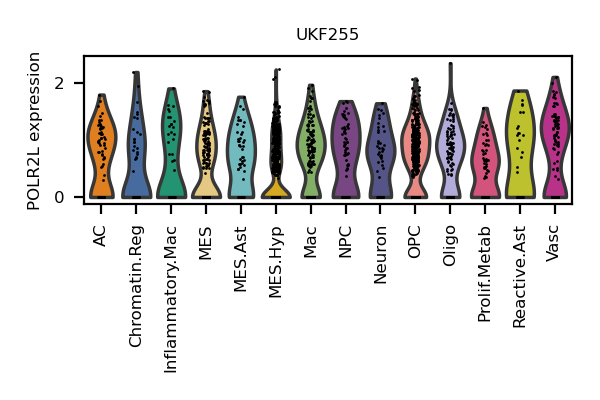 UKF255
POLR2L expression
2
0
AC
Chromatin.Reg
Inflammatory.Mac
MES
MES.Ast
MES.Hyp
Mac
NPC
Neuron
OPC
Oligo
Prolif.Metab
Reactive.Ast
Vasc